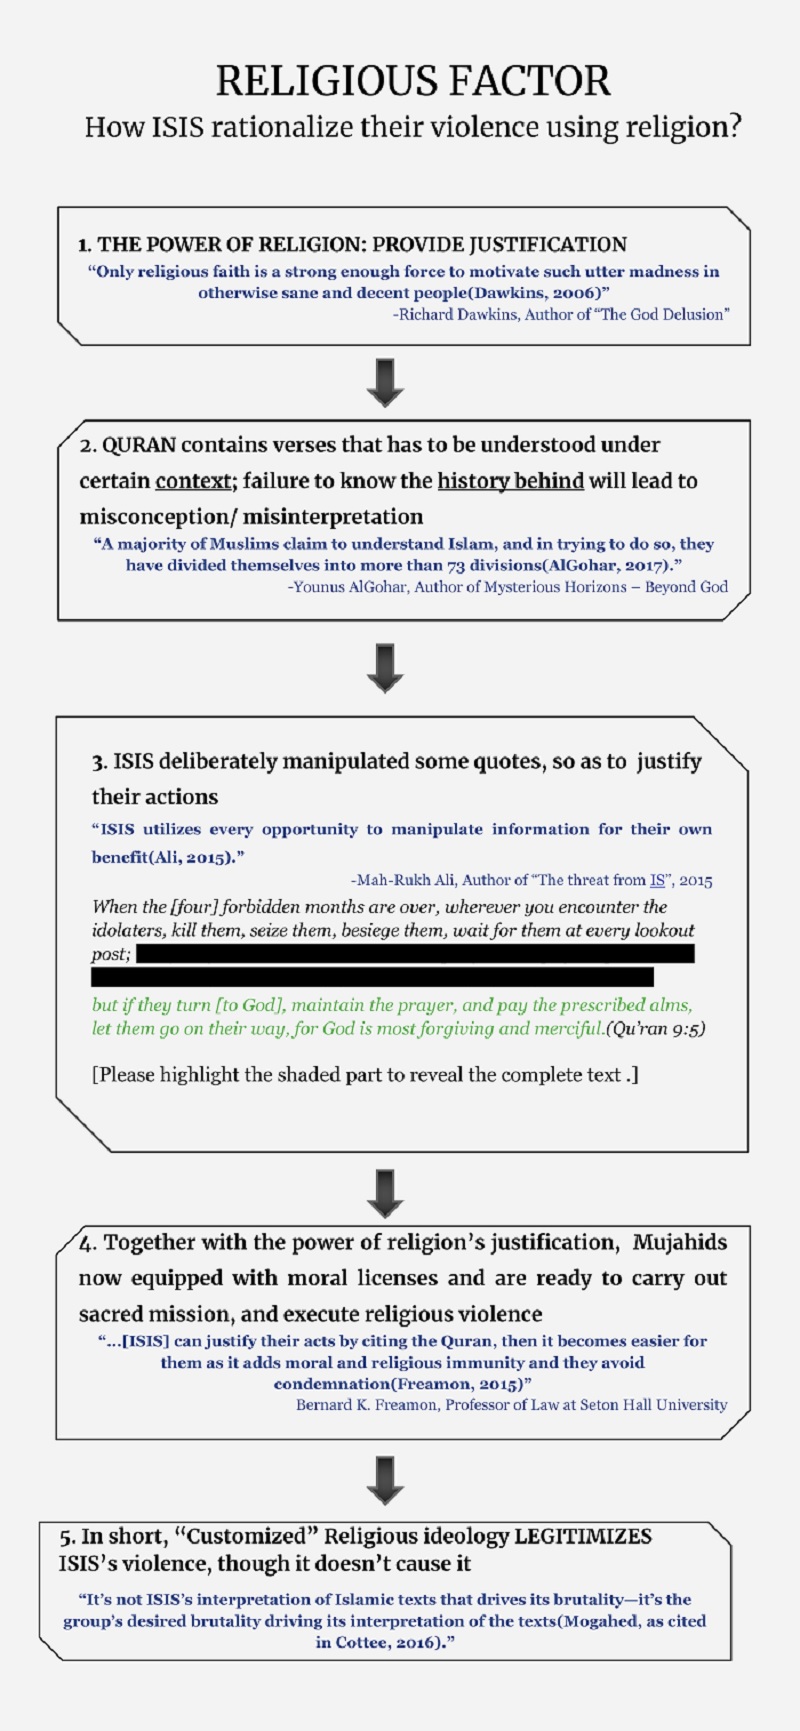 RELIGIOUS FACTOR
How ISIS rationalize their violence using religion?
1. THE POWER OF RELIGION: PROVIDE JUSTIFICATION
“Only religious faith is a strong enough force to motivate such utter madness in
otherwise sane and decent people(Dawkins, 2006)”
-Richard Dawkins, Author of “The God Delusion”
2. QURAN contains verses that has to be understood under
certain context; failure to know the history behind will lead to
misconception/ misinterpretation
“A majority of Muslims claim to understand Islam, and in trying to do so, they
have divided themselves into more than 73 divisions(AlGohar, 2017).”
-Younus AlGohar, Author of Mysterious Horizons – Beyond God
3. ISIS deliberately manipulated some quotes, so as to justify
their actions
“ISIS utilizes every opportunity to manipulate information for their own
benefit(Ali, 2015).”
-Mah-Rukh Ali, Author of “The threat from IS”, 2015
When the [four] forbidden months are over, wherever you encounter the
idolaters, kill them, seize them, besiege them, wait for them at every lookout
post;
but if they turn [to God], maintain the prayer, and pay the prescribed alms,
let them go on their way, for God is most forgiving and merciful.(Qu’ran 9:5)
[Please highlight the shaded part to reveal the complete text .]
4. Together with the power of religion’s justification, Mujahids
now equipped with moral licenses and are ready to carry out
sacred mission, and execute religious violence
“...[ISIS] can justify their acts by citing the Quran, then it becomes easier for
them as it adds moral and religious immunity and they avoid
condemnation(Freamon, 2015)”
Bernard K. Freamon, Professor of Law at Seton Hall University
5. In short, “Customized” Religious ideology LEGITIMIZES
ISIS’s violence, though it doesn’t cause it
“It’s not ISIS’s interpretation of Islamic texts that drives its brutality—it’s the
group’s desired brutality driving its interpretation of the texts(Mogahed, as cited
in Cottee, 2016).”